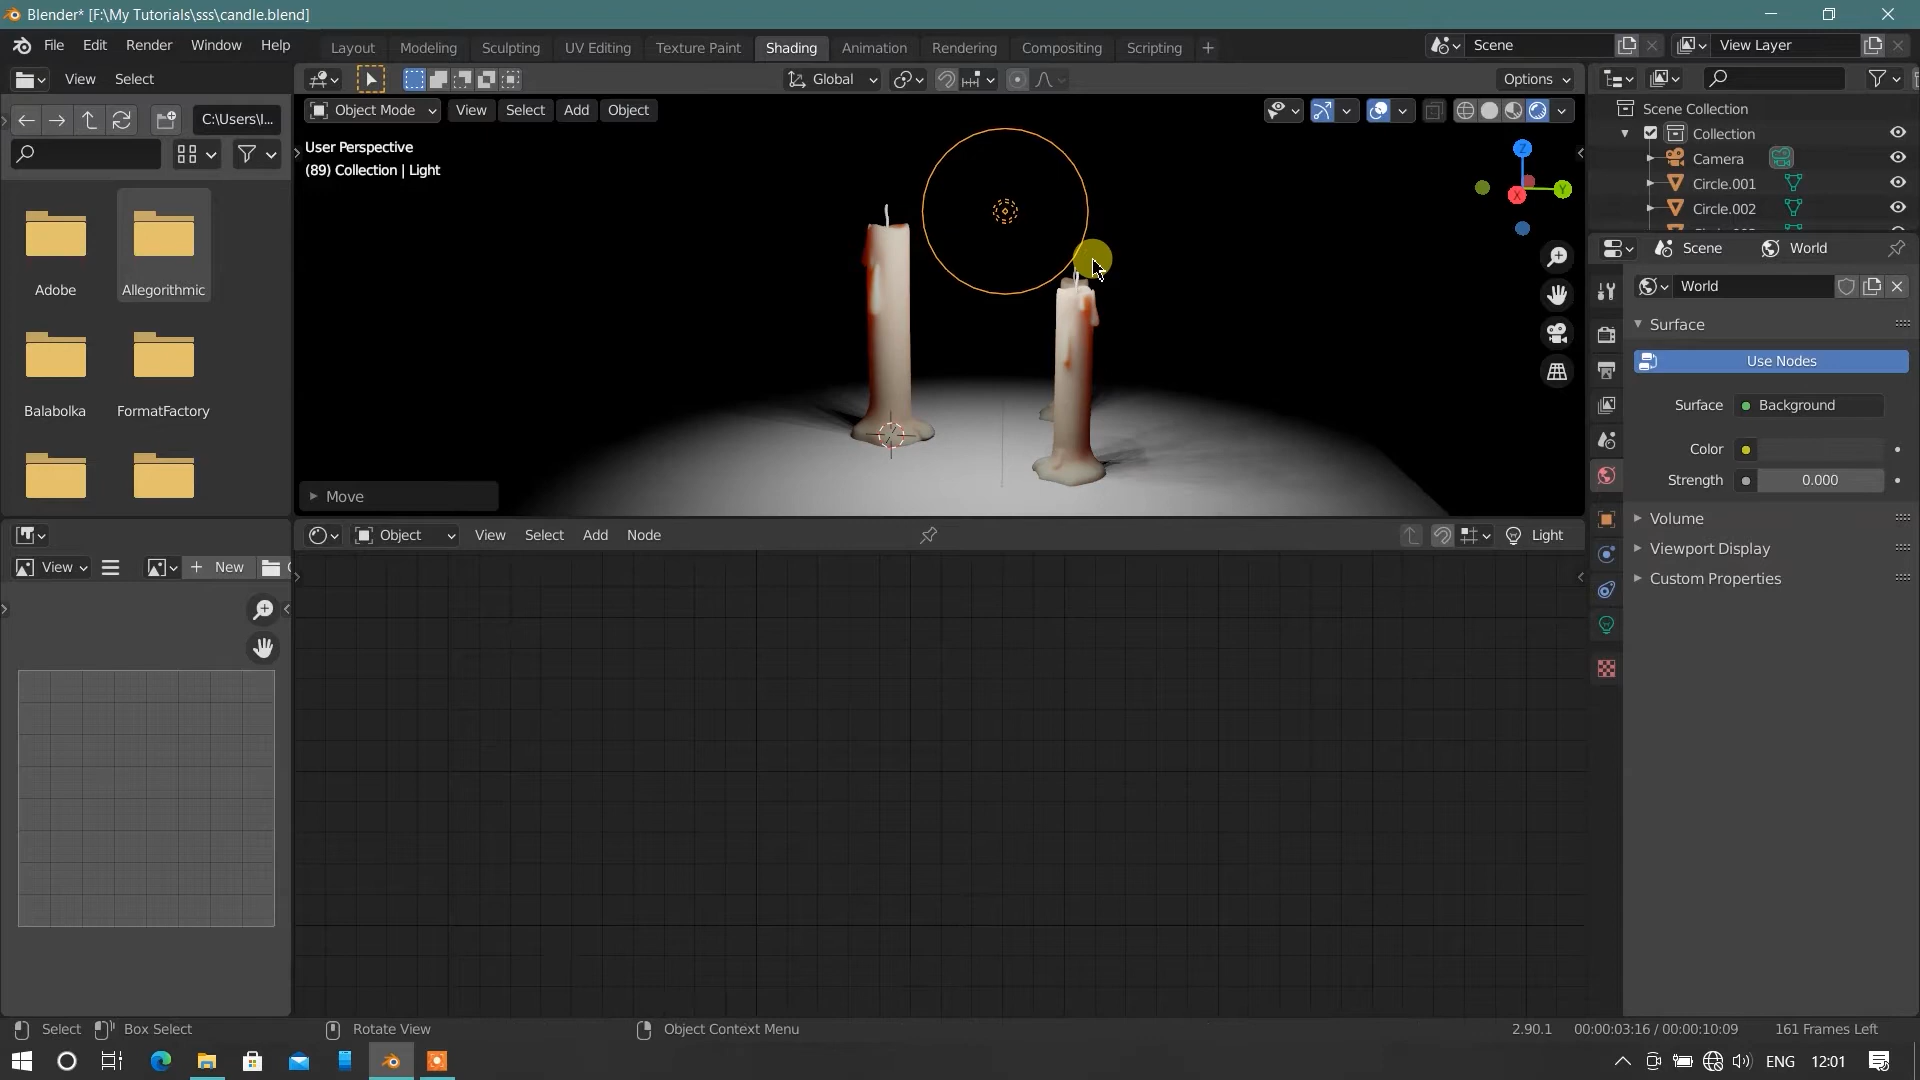 Blender* [F:\My Tutorials\sss\candle.blend]
File Edit Render Window Help
Layout Modeling Sculpting UV Editing Texture Paint Shading Animation Rendering Compositing Scripting +
Scene View Layer
View Select
Global Options
C:\Users\I...
Object Mode View Select Add Object
User Perspective
(89) Collection | Light
Z
Y
X
Scene Collection
Collection
Camera
Circle.001
Circle.002
Adobe
Allegorithmic
Balabolka
FormatFactory
Scene World
World
Surface
Use Nodes
Surface Background
Color
Strength 0.000
Volume
Viewport Display
Custom Properties
Move
Object View Select Add Node Light
View New
Select Box Select Rotate View Object Context Menu
2.90.1 00:00:03:16 / 00:00:10:09 161 Frames Left
ENG 12:01